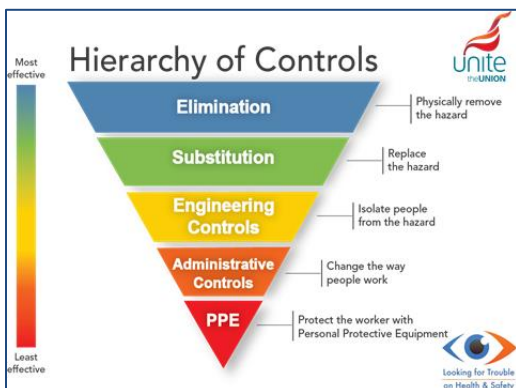 Most
effective
Hierarchy of Controls
unite
theUNION
Elimination
Physically remove
the hazard
Substitution
Replace
the hazard
Engineering
Controls
Isolate people
from the hazard
Administrative
Controls
Change the way
people work
PPE
Protect the worker with
Personal Protective Equipment
Least
effective
Looking for Trouble
on Health & Safety